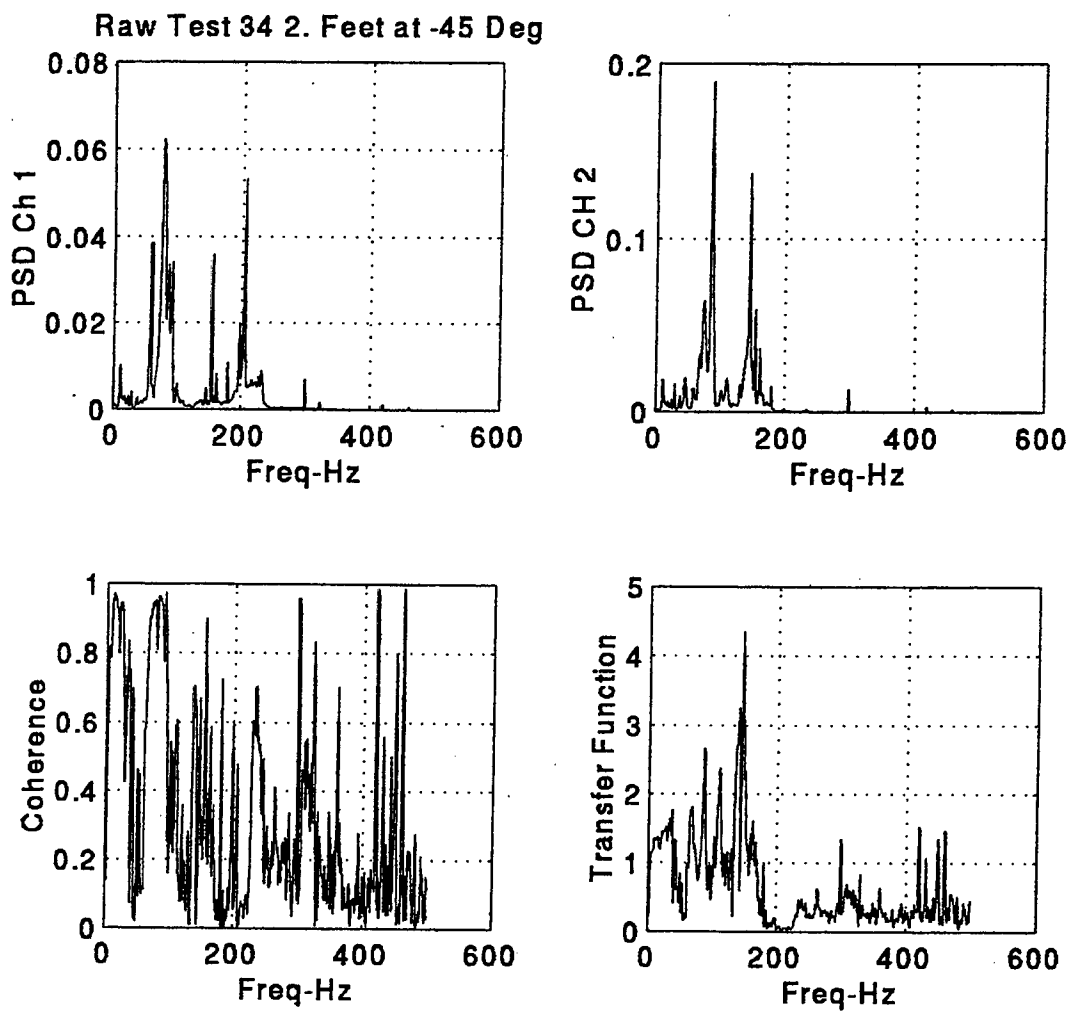 Raw Test 34 2. Feet at -45 Deg
0.08
0.06
0.04
0.02
0
PSD Ch 1
0 200 400 600
Freq-Hz
0.2
0.1
0
PSD CH 2
0 200 400 600
Freq-Hz
1
0.8
0.6
0.4
0.2
0
Coherence
0 200 400 600
Freq-Hz
5
4
3
2
1
0
Transfer Function
0 200 400 600
Freq-Hz